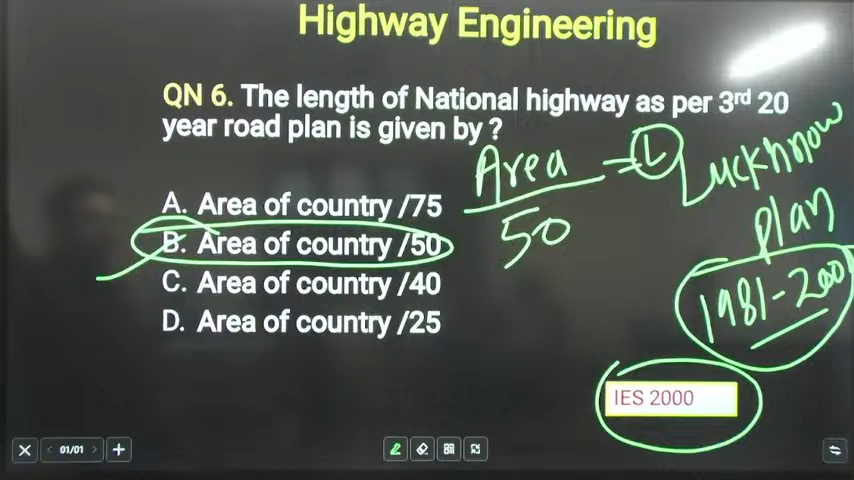 Highway Engineering
QN 6. The length of National highway as per 3rd 20
year road plan is given by ?
A. Area of country /75
B. Area of country /50
C. Area of country /40
D. Area of country /25
Area = L
50
Lucknow
plan
1981-2001
IES 2000
01/01